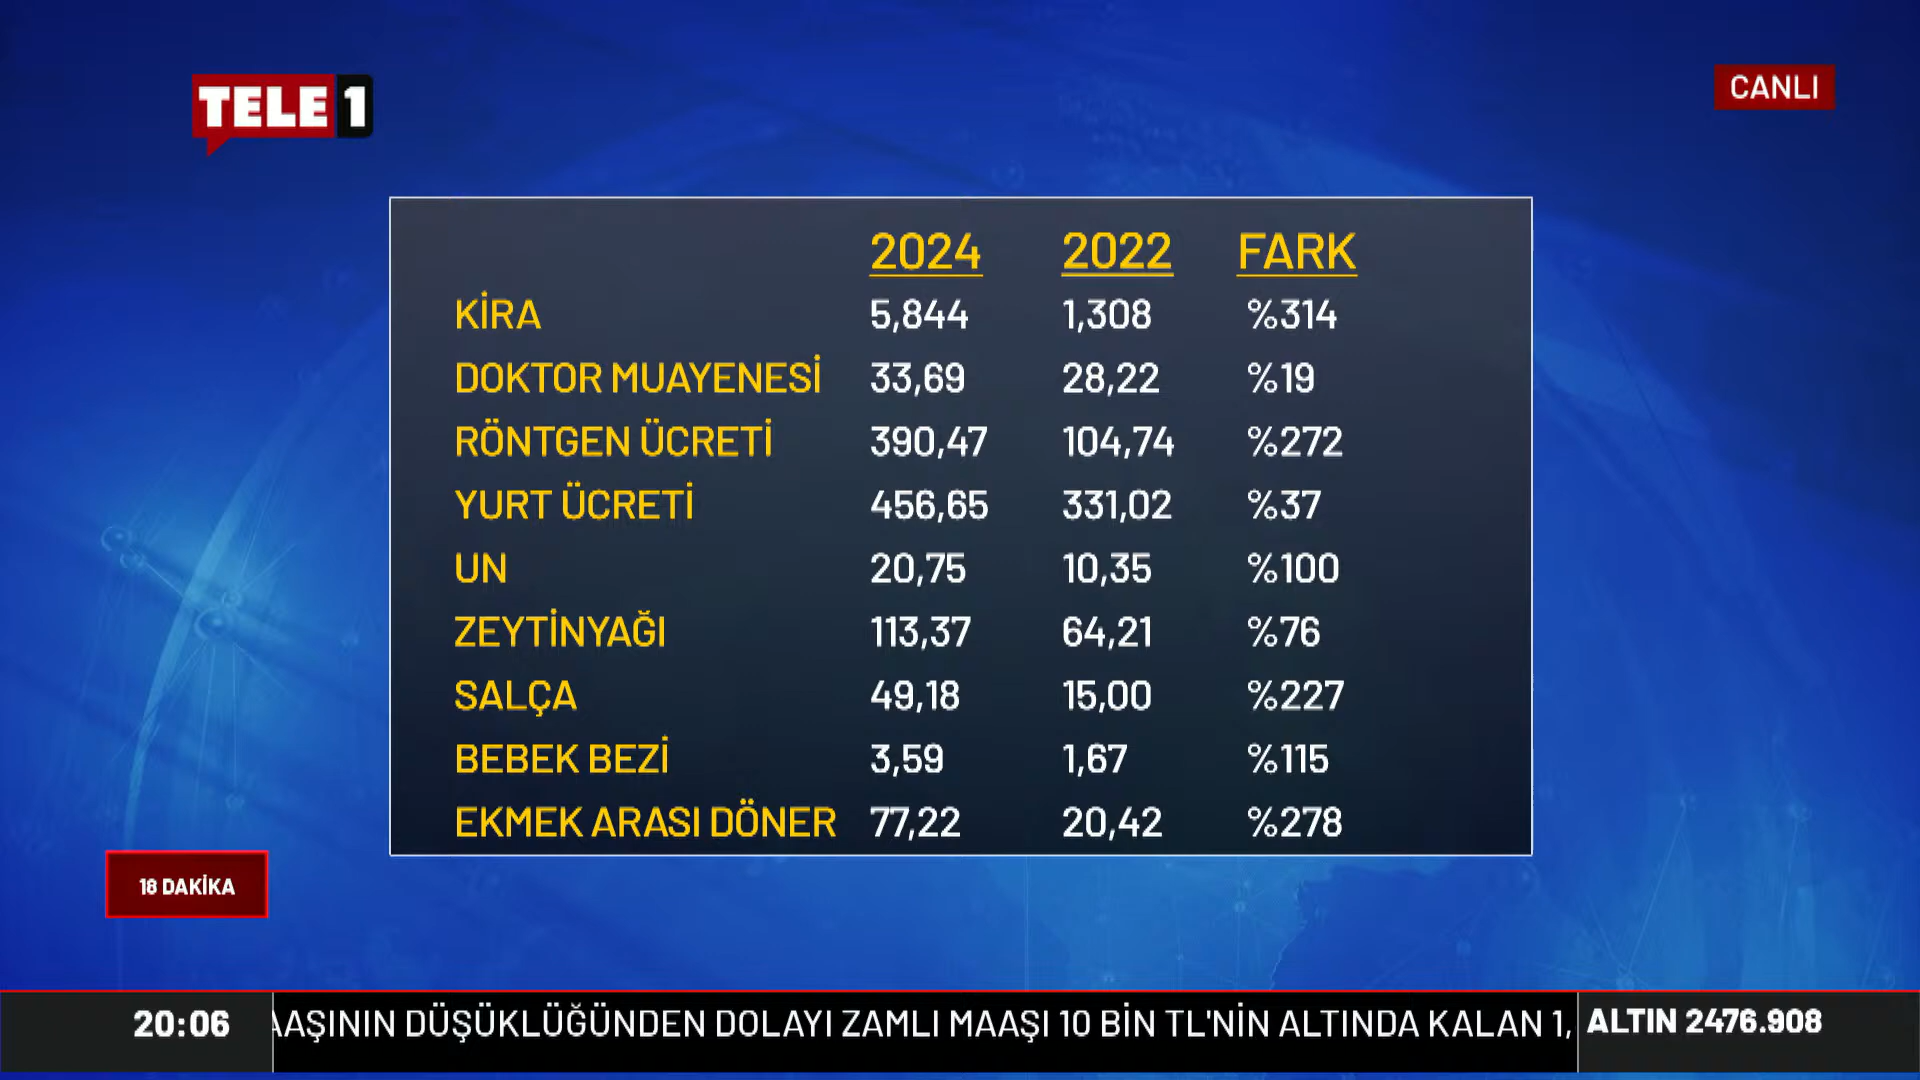 TELE 1
CANLI
2024 2022 FARK
KİRA 5,844 1,308 %314
DOKTOR MUAYENESİ 33,69 28,22 %19
RÖNTGEN ÜCRETİ 390,47 104,74 %272
YURT ÜCRETİ 456,65 331,02 %37
UN 20,75 10,35 %100
ZEYTİNYAĞI 113,37 64,21 %76
SALÇA 49,18 15,00 %227
BEBEK BEZİ 3,59 1,67 %115
EKMEK ARASI DÖNER 77,22 20,42 %278
18 DAKİKA
20:06 AAŞININ DÜŞÜKLÜĞÜNDEN DOLAYI ZAMLI MAAŞI 10 BİN TL'NİN ALTINDA KALAN 1, ALTIN 2476.908